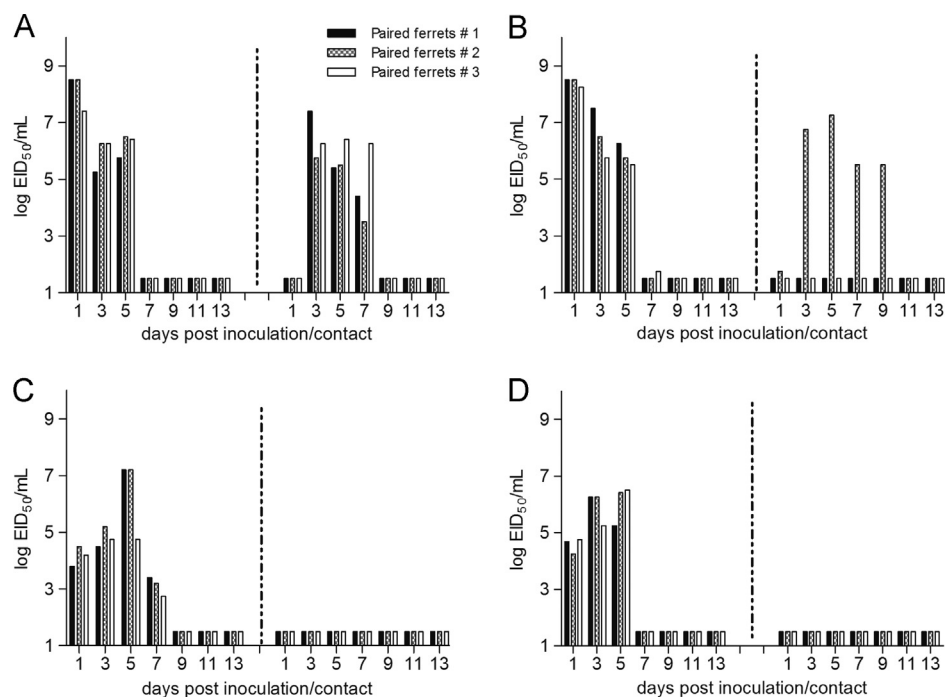 A
Paired ferrets # 1
Paired ferrets # 2
Paired ferrets # 3
log EID50/mL
9
7
5
3
1
1 3 5 7 9 11 13 1 3 5 7 9 11 13
days post inoculation/contact
B
log EID50/mL
9
7
5
3
1
1 3 5 7 9 11 13 1 3 5 7 9 11 13
days post inoculation/contact
C
log EID50/mL
9
7
5
3
1
1 3 5 7 9 11 13 1 3 5 7 9 11 13
days post inoculation/contact
D
log EID50/mL
9
7
5
3
1
1 3 5 7 9 11 13 1 3 5 7 9 11 13
days post inoculation/contact